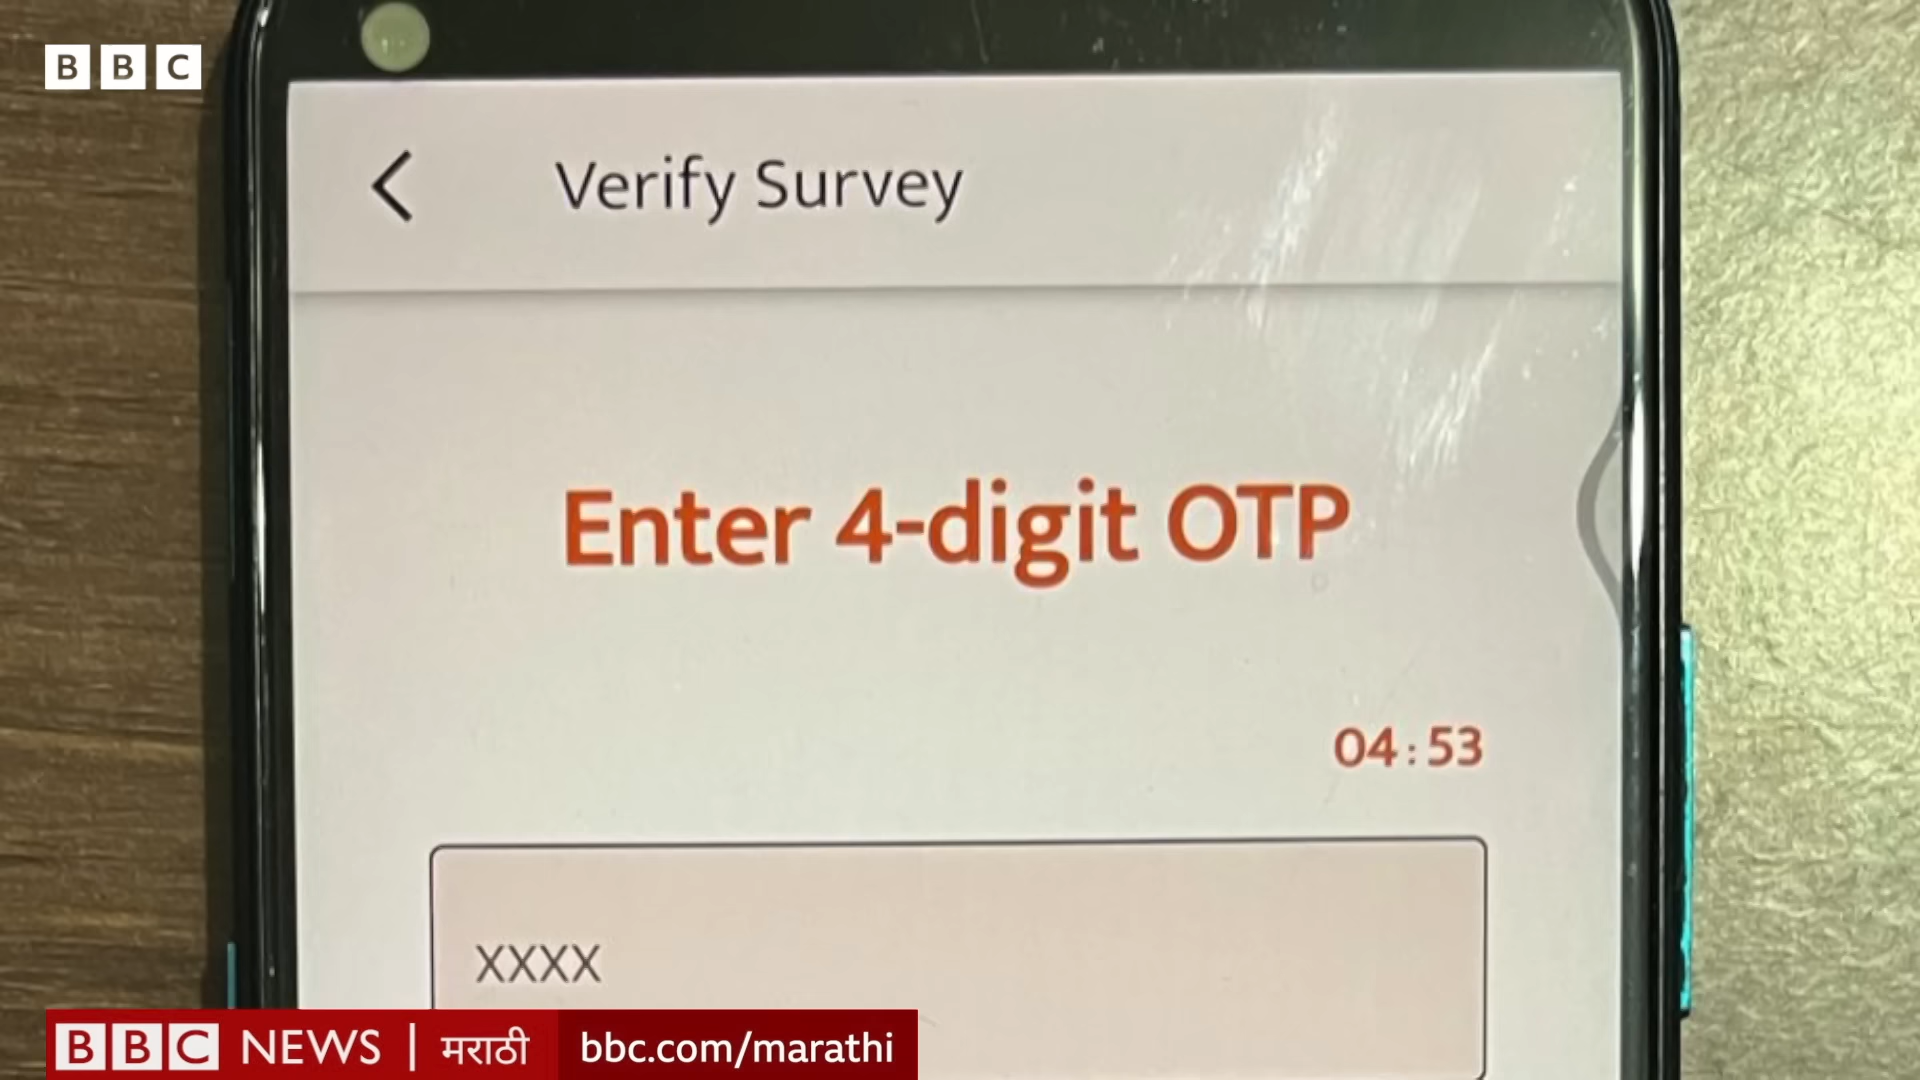 BBC
Verify Survey
Enter 4-digit OTP
04:53
XXXX
BBC NEWS | मराठी bbc.com/marathi